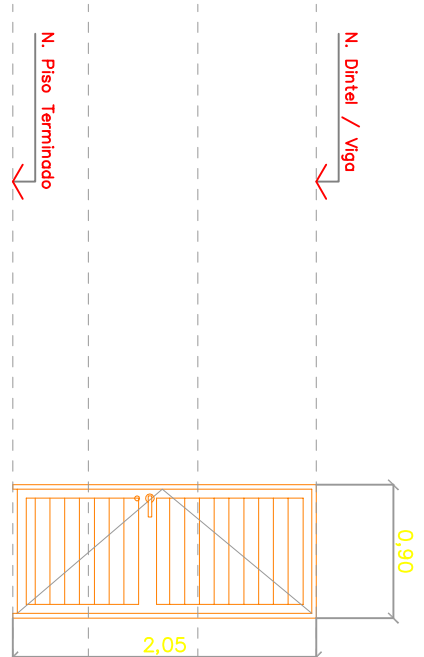 N. Dintel / Viga
N. Piso Terminado
0,90
2,05